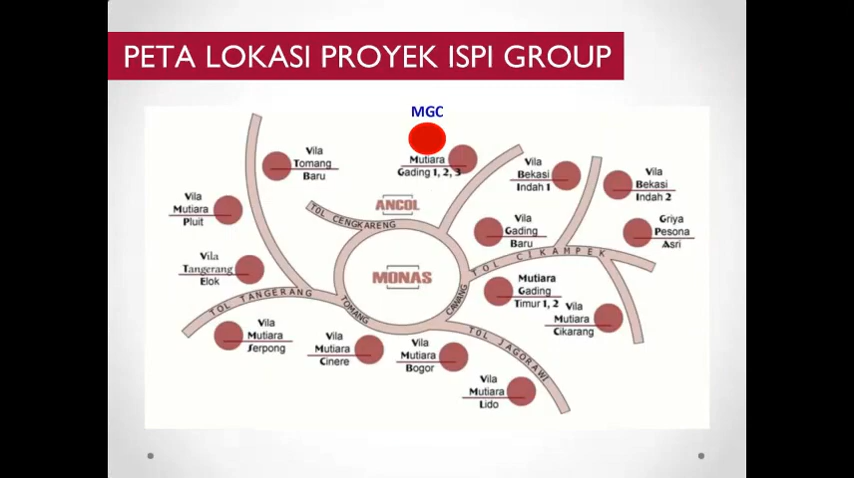 PETA LOKASI PROYEK ISPI GROUP
MGC
Vila
Tomang
Baru
Mutiara
Gading 1, 2, 3
Vila
Bekasi
Indah 1
Vila
Bekasi
Indah 2
Vila
Mutiara
Pluit
ANCOL
TOL CENGKARENG
Vila
Gading
Baru
Griya
Pesona
Asri
Vila
Tangerang
Elok
MONAS
TOL CIKAMPEK
TOL TANGERANG
TOMANG
CAWANG
Mutiara
Gading
Timur 1, 2
Vila
Mutiara
Cikarang
Vila
Mutiara
Serpong
Vila
Mutiara
Cinere
Vila
Mutiara
Bogor
TOL JAGORAWI
Vila
Mutiara
Lido